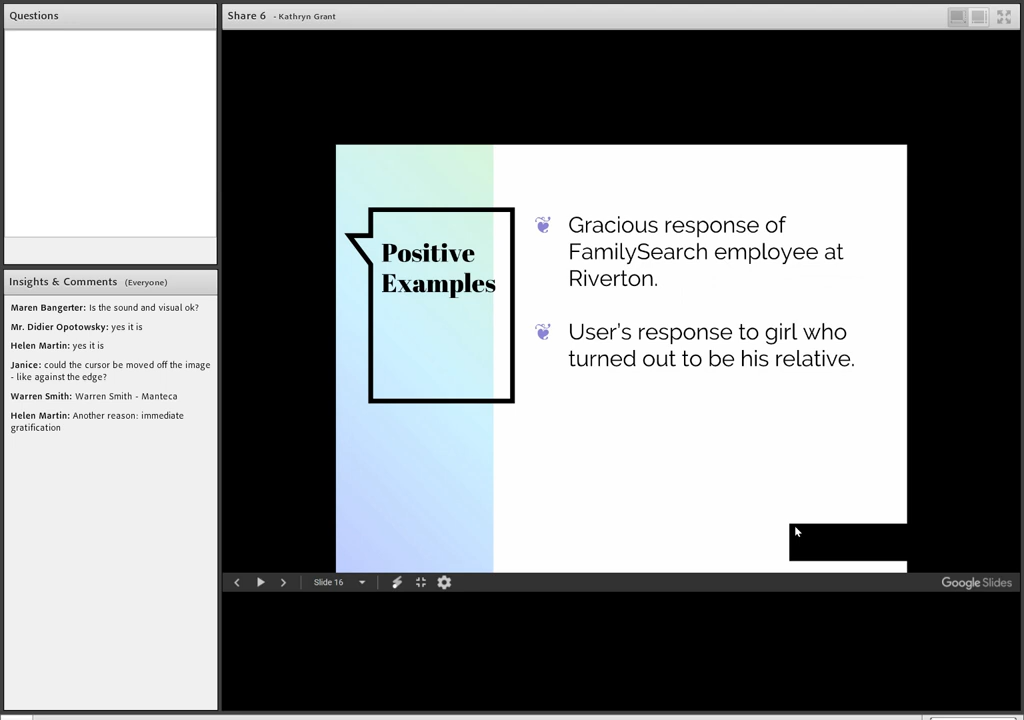 Questions
Share 6 - Kathryn Grant
Insights & Comments (Everyone)
Maren Bangerter: Is the sound and visual ok?
Mr. Didier Opotowsky: yes it is
Helen Martin: yes it is
Janice: could the cursor be moved off the image
- like against the edge?
Warren Smith: Warren Smith - Manteca
Helen Martin: Another reason: immediate
gratification
Positive
Examples
Gracious response of
FamilySearch employee at
Riverton.
User's response to girl who
turned out to be his relative.
Slide 16
Google Slides